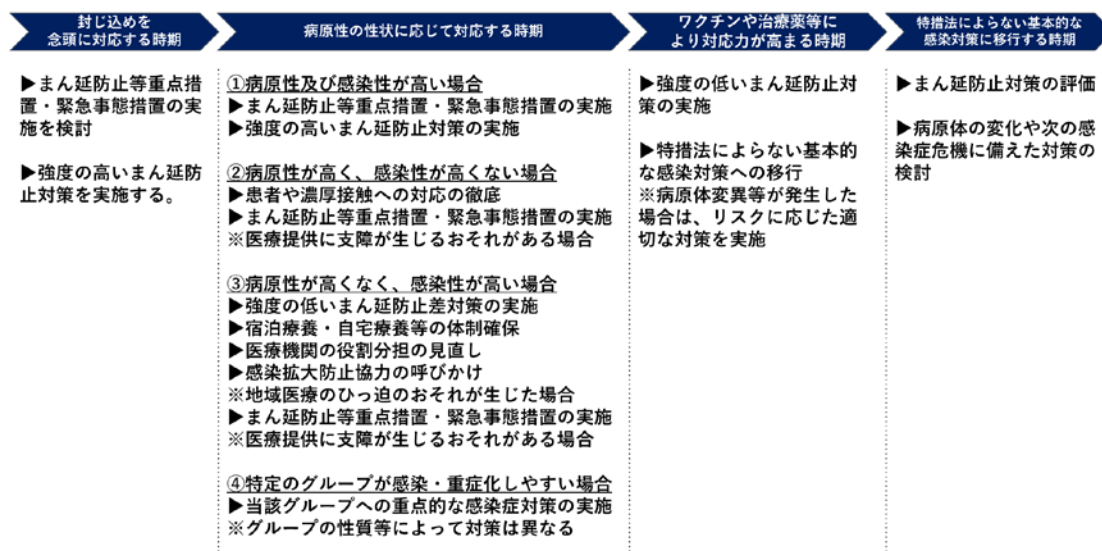 封じ込めを
念頭に対応する時期
▶まん延防止等重点措
置・緊急事態措置の実
施を検討
▶強度の高いまん延防
止対策を実施する。
病原性の性状に応じて対応する時期
①病原性及び感染性が高い場合
▶まん延防止等重点措置・緊急事態措置の実施
▶強度の高いまん延防止対策の実施
②病原性が高く、感染性が高くない場合
▶患者や濃厚接触への対応の徹底
▶まん延防止等重点措置・緊急事態措置の実施
※医療提供に支障が生じるおそれがある場合
③病原性が高くなく、感染性が高い場合
▶強度の低いまん延防止差対策の実施
▶宿泊療養・自宅療養等の体制確保
▶医療機関の役割分担の見直し
▶感染拡大防止協力の呼びかけ
※地域医療のひっ迫のおそれが生じた場合
▶まん延防止等重点措置・緊急事態措置の実施
※医療提供に支障が生じるおそれがある場合
④特定のグループが感染・重症化しやすい場合
▶当該グループへの重点的な感染症対策の実施
※グループの性質等によって対策は異なる
ワクチンや治療薬等に
より対応力が高まる時期
▶強度の低いまん延防止対
策の実施
▶特措法によらない基本的
な感染対策への移行
※病原体変異等が発生した
場合は、リスクに応じた適
切な対策を実施
特措法によらない基本的な
感染対策に移行する時期
▶まん延防止対策の評価
▶病原体の変化や次の感
染症危機に備えた対策の
検討